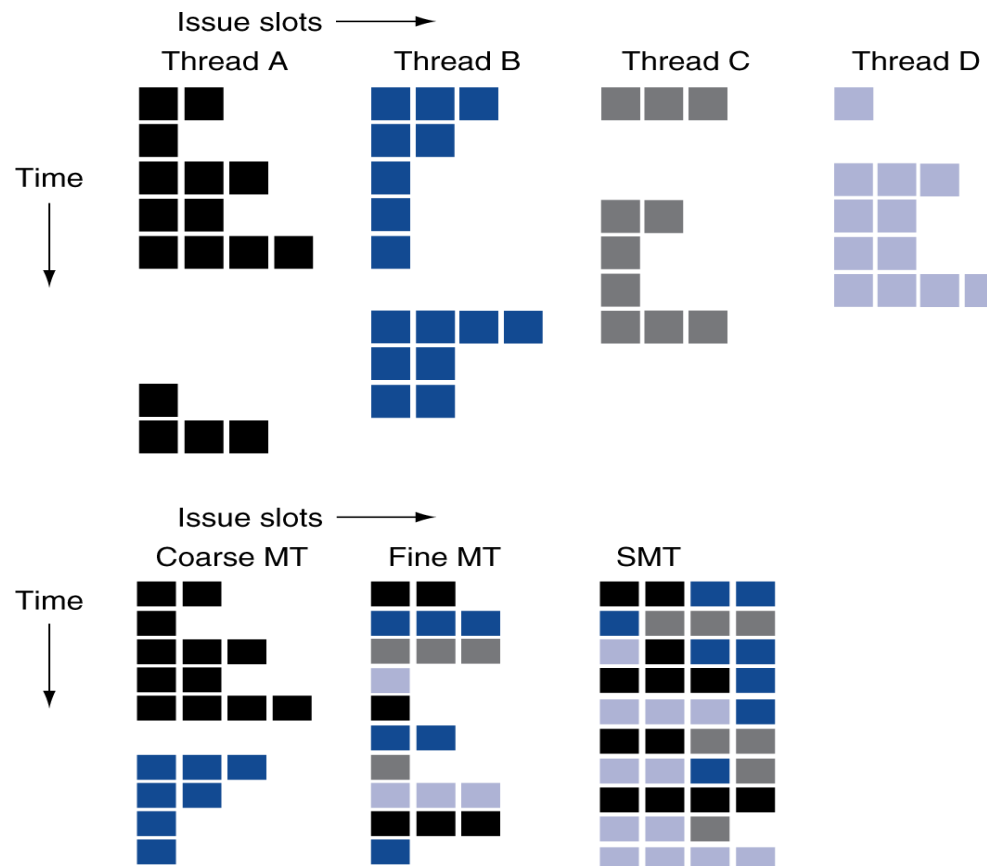 Issue slots
Thread A Thread B Thread C Thread D
Time
Issue slots
Coarse MT Fine MT SMT
Time